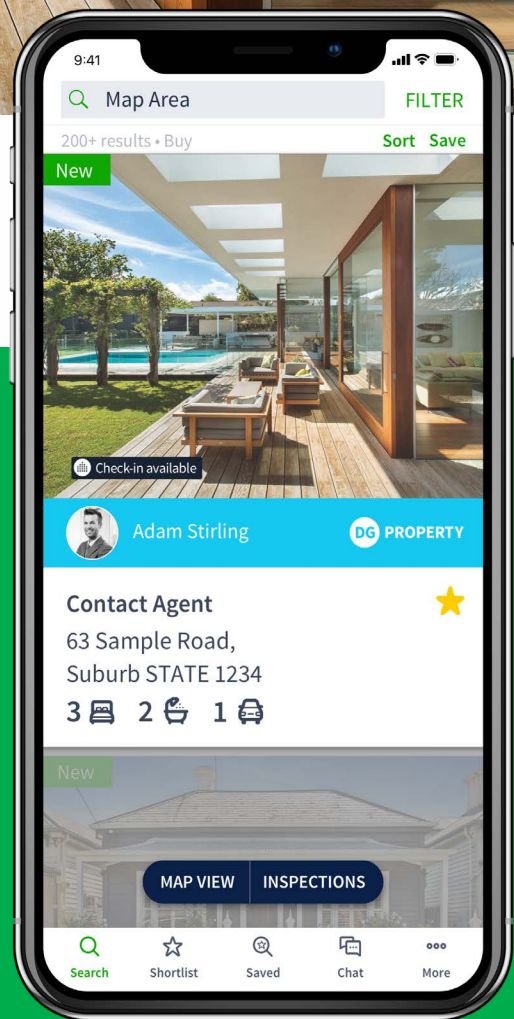 9:41
Map Area
FILTER
200+ results • Buy
Sort Save
New
Check-in available
Adam Stirling
DG PROPERTY
Contact Agent
63 Sample Road,
Suburb STATE 1234
3 2 1
New
MAP VIEW INSPECTIONS
Search Shortlist Saved Chat More